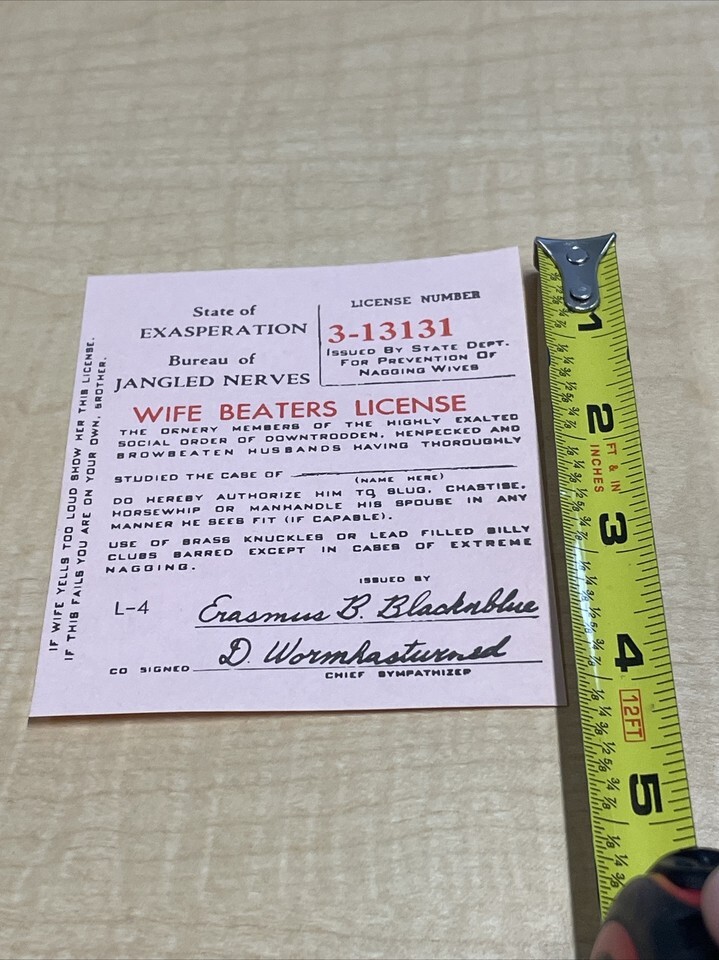 State of
EXASPERATION
Bureau of
JANGLED NERVES
LICENSE NUMBER
3-13131
ISSUED BY STATE DEPT.
FOR PREVENTION OF
NAGGING WIVES
WIFE BEATERS LICENSE
THE ORNERY MEMBERS OF THE HIGHLY EXALTED
SOCIAL ORDER OF DOWNTRODDEN, HENPECKED AND
BROWBEATEN HUSBANDS HAVING THOROUGHLY
STUDIED THE CASE OF
(NAME HERE)
DO HEREBY AUTHORIZE HIM TO SLUG, CHASTISE,
HORSEWHIP OR MANHANDLE HIS SPOUSE IN ANY
MANNER HE SEES FIT (IF CAPABLE).
USE OF BRASS KNUCKLES OR LEAD FILLED BILLY
CLUBS BARRED EXCEPT IN CASES OF EXTREME
NAGGING.
ISSUED BY
L-4
Erasmus B. Blacknblue
CO SIGNED D. Wormhasturned
CHIEF SYMPATHIZER
IF WIFE YELLS TOO LOUD SHOW HER THIS LICENSE.
IF THIS FAILS YOU ARE ON YOUR OWN, BROTHER.
1
2
FT & IN
INCHES
3
4
12FT
5